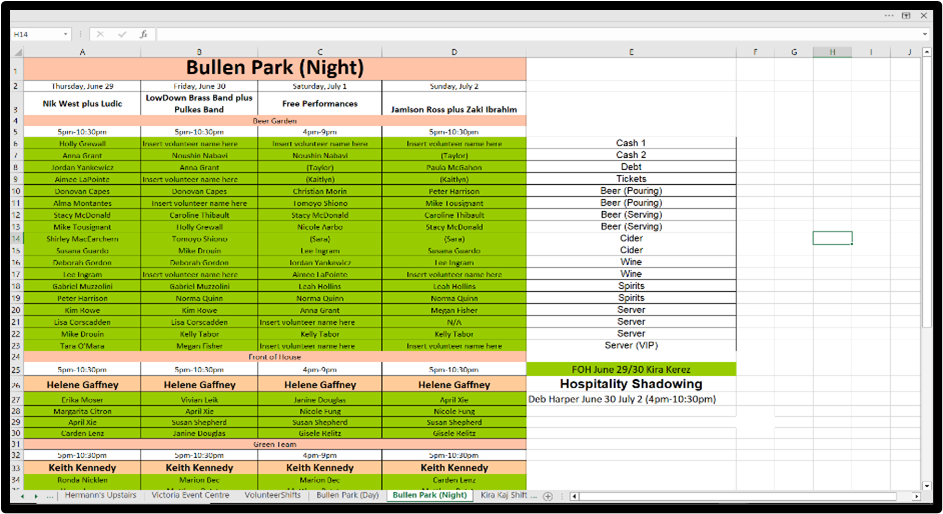 H14 fx
A B C D E F G H I J
1 Bullen Park (Night)
2 Thursday, June 29 Friday, June 30 Saturday, July 1 Sunday, July 2
LowDown Brass Band plus
3 Nik West plus Ludic Pulkes Band Free Performances Jamison Ross plus Zaki Ibrahim
4 Beer Garden
5 5pm-10:30pm 5pm-10:30pm 4pm-9pm 5pm-10:30pm
6 Holly Grewall Insert volunteer name here Insert volunteer name here Insert volunteer name here Cash 1
7 Anna Grant Noushin Nabavi Noushin Nabavi (Taylor) Cash 2
8 Jordan Yankewicz Anna Grant (Taylor) Paula McGahon Debt
9 Aimee LaPointe Insert volunteer name here (Kaitlyn) (Kaitlyn) Tickets
10 Donovan Capes Donovan Capes Christian Morin Peter Harrison Beer (Pouring)
11 Alma Montantes Insert volunteer name here Tomoyo Shiono Mike Tousignant Beer (Pouring)
12 Stacy McDonald Caroline Thibault Stacy McDonald Caroline Thibault Beer (Serving)
13 Mike Tousignant Holly Grewall Nicole Aarbo Stacy McDonald Beer (Serving)
14 Shirley MacEarchern Tomoyo Shiono (Sara) (Sara) Cider
15 Susana Guardo Mike Drouin Lee Ingram Susana Guardo Cider
16 Deborah Gordon Deborah Gordon Jordan Yankewicz Lee Ingram Wine
17 Lee Ingram Insert volunteer name here Aimee LaPointe Insert volunteer name here Wine
18 Gabriel Muzzolini Gabriel Muzzolini Leah Hollins Leah Hollins Spirits
19 Peter Harrison Norma Quinn Norma Quinn Norma Quinn Spirits
20 Kim Rowe Kim Rowe Anna Grant Megan Fisher Server
21 Lisa Corscadden Lisa Corscadden Insert volunteer name here N/A Server
22 Mike Drouin Kelly Tabor Kelly Tabor Kelly Tabor Server
23 Tara O'Mara Megan Fisher Insert volunteer name here Insert volunteer name here Server (VIP)
24 Front of House
25 5pm-10:30pm 5pm-10:30pm 4pm-9pm 5pm-10:30pm FOH June 29/30 Kira Kerez
26 Helene Gaffney Helene Gaffney Helene Gaffney Helene Gaffney Hospitality Shadowing
27 Erika Moser Vivian Leik Janine Douglas April Xie Deb Harper June 30 July 2 (4pm-10:30pm)
28 Margarita Citron April Xie Nicole Fung Nicole Fung
29 April Xie Susan Shepherd Susan Shepherd Susan Shepherd
30 Carden Lenz Janine Douglas Gisele Relitz Gisele Relitz
31 Green Team
32 5pm-10:30pm 5pm-10:30pm 4pm-9pm 5pm-10:30pm
33 Keith Kennedy Keith Kennedy Keith Kennedy Keith Kennedy
34 Ronda Nicklen Marion Bec Marion Bec Carden Lenz
... Hermann's Upstairs Victoria Event Centre VolunteerShifts Bullen Park (Day) Bullen Park (Night) Kira Kaj Shift ...